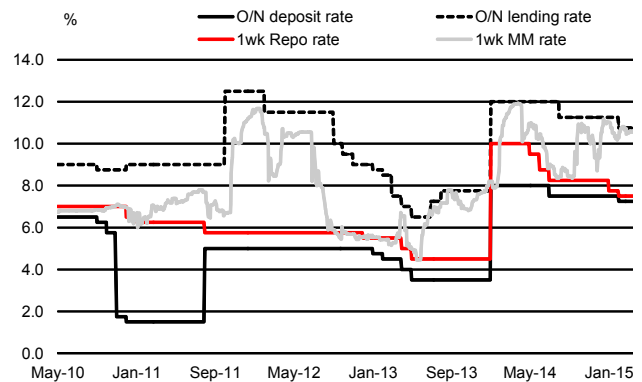 %
O/N deposit rate
O/N lending rate
1wk Repo rate
1wk MM rate
14.0
12.0
10.0
8.0
6.0
4.0
2.0
0.0
May-10 Jan-11 Sep-11 May-12 Jan-13 Sep-13 May-14 Jan-15